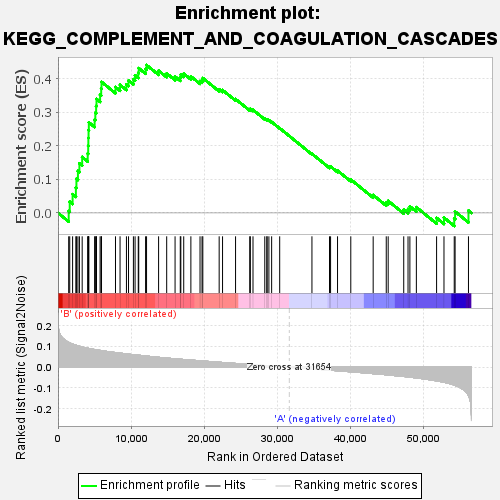 Enrichment plot:
KEGG_COMPLEMENT_AND_COAGULATION_CASCADES
Enrichment score (ES)
0.4
0.3
0.2
0.1
0.0
'B' (positively correlated)
Ranked list metric (Signal2Noise)
0.2
0.1
0.0
-0.1
-0.2
Zero cross at 31654
'A' (negatively correlated)
0
10,000
20,000
30,000
40,000
50,000
Rank in Ordered Dataset
Enrichment profile
Hits
Ranking metric scores